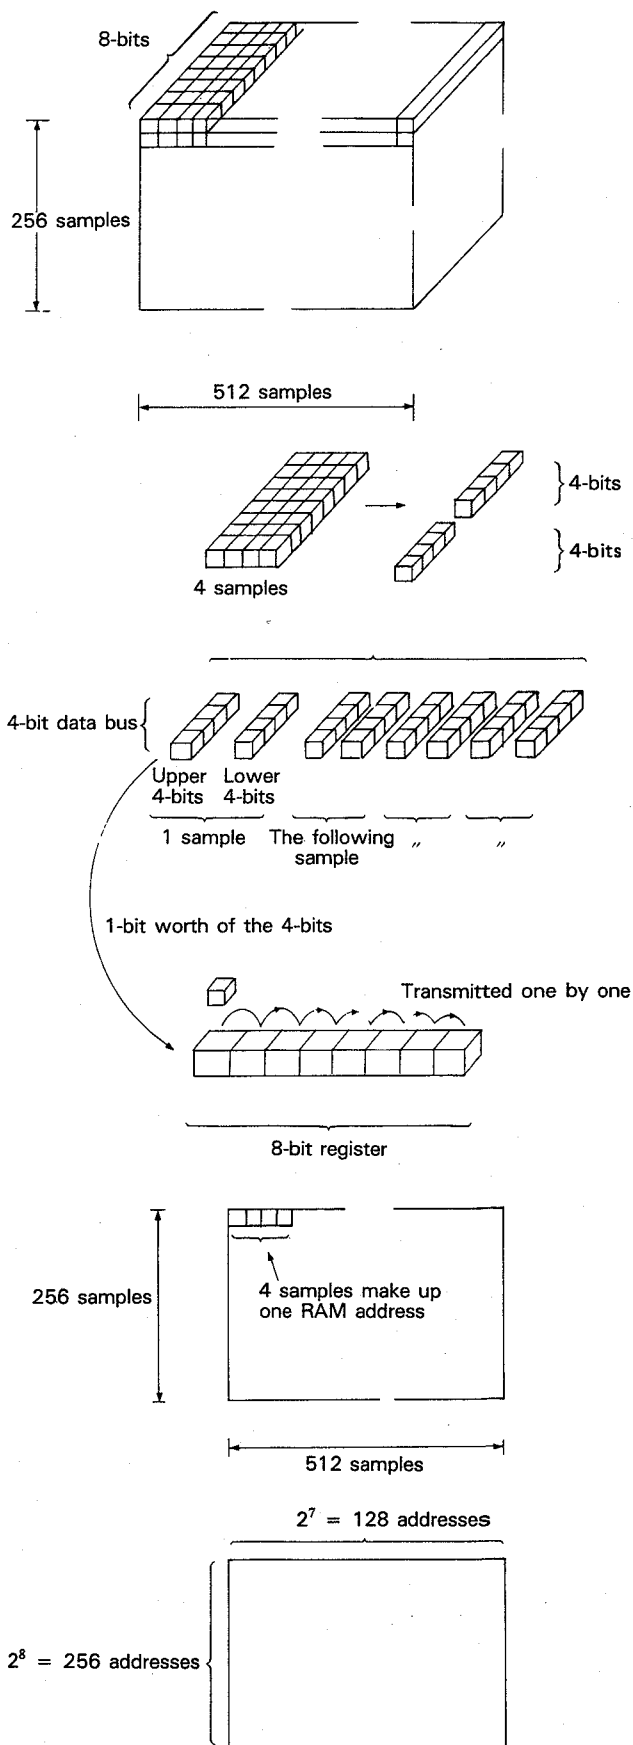 8-bits
256 samples
512 samples
4-bits
4-bits
4 samples
4-bit data bus
Upper
4-bits
Lower
4-bits
1 sample
The following
sample
〃
〃
1-bit worth of the 4-bits
Transmitted one by one
8-bit register
256 samples
4 samples make up
one RAM address
512 samples
2⁷ = 128 addresses
2⁸ = 256 addresses